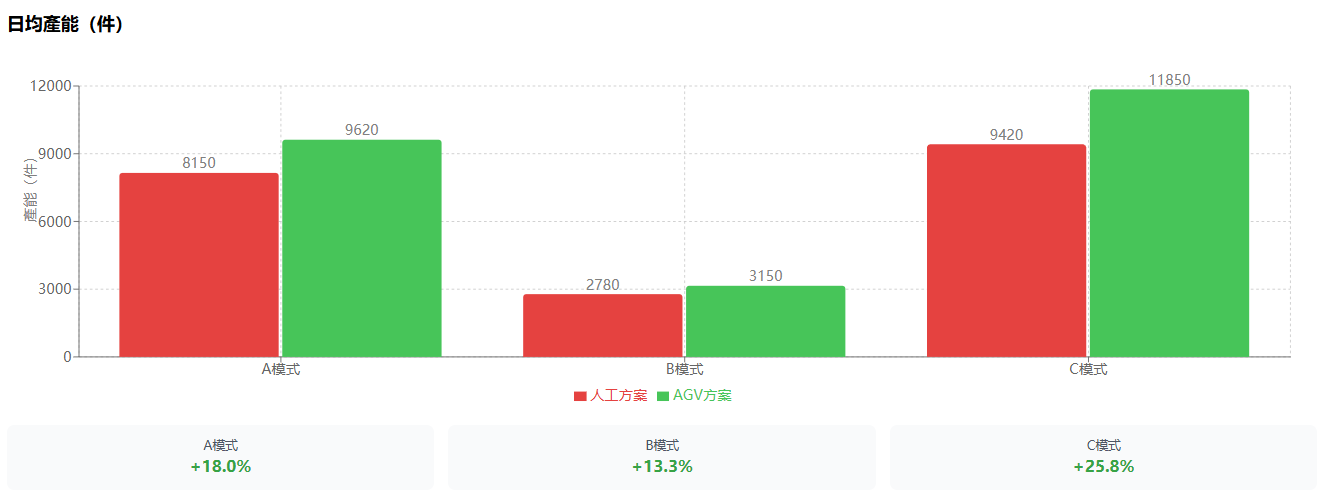 日均產能（件）
產能（件）
12000
9000
6000
3000
0
8150
9620
2780
3150
9420
11850
A模式
B模式
C模式
人工方案 AGV方案
A模式
+18.0%
B模式
+13.3%
C模式
+25.8%